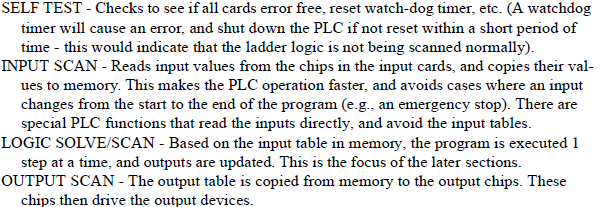 SELF TEST - Checks to see if all cards error free, reset watch-dog timer, etc. (A watchdog
timer will cause an error, and shut down the PLC if not reset within a short period of
time - this would indicate that the ladder logic is not being scanned normally).
INPUT SCAN - Reads input values from the chips in the input cards, and copies their val-
ues to memory. This makes the PLC operation faster, and avoids cases where an input
changes from the start to the end of the program (e.g., an emergency stop). There are
special PLC functions that read the inputs directly, and avoid the input tables.
LOGIC SOLVE/SCAN - Based on the input table in memory, the program is executed 1
step at a time, and outputs are updated. This is the focus of the later sections.
OUTPUT SCAN - The output table is copied from memory to the output chips. These
chips then drive the output devices.